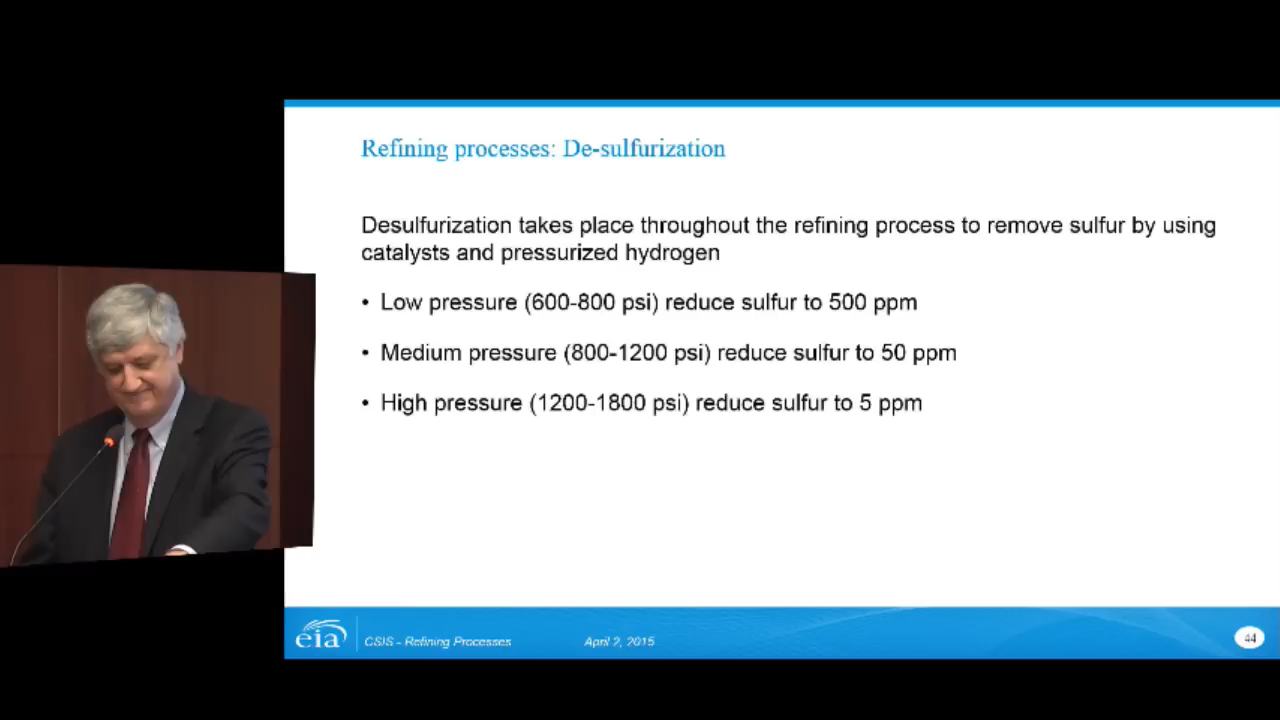 Refining processes: De-sulfurization
Desulfurization takes place throughout the refining process to remove sulfur by using
catalysts and pressurized hydrogen
• Low pressure (600-800 psi) reduce sulfur to 500 ppm
• Medium pressure (800-1200 psi) reduce sulfur to 50 ppm
• High pressure (1200-1800 psi) reduce sulfur to 5 ppm
eia
CSIS - Refining Processes
April 2, 2015
44